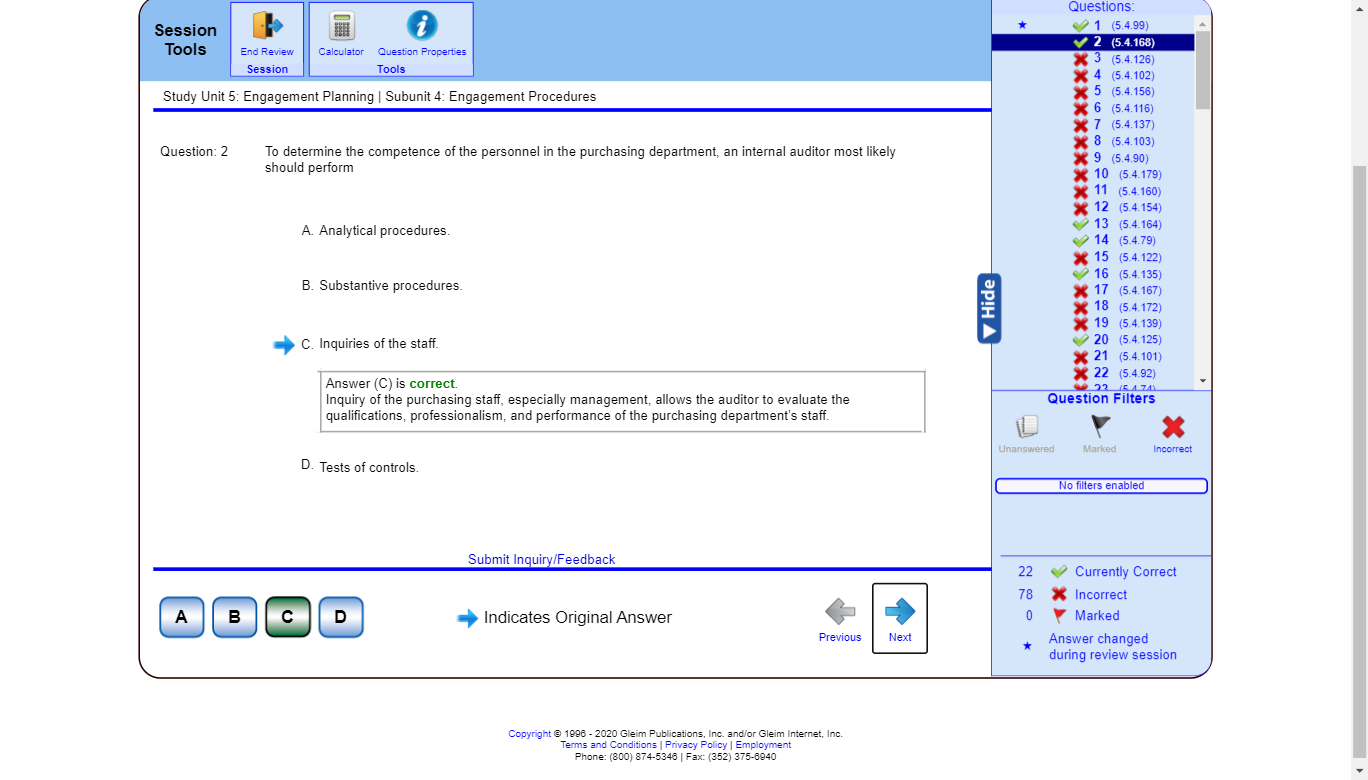 Session
Tools
End Review
Session
Calculator
Question Properties
Tools
Study Unit 5: Engagement Planning | Subunit 4: Engagement Procedures
Question: 2
To determine the competence of the personnel in the purchasing department, an internal auditor most likely
should perform
A. Analytical procedures.
B. Substantive procedures.
C. Inquiries of the staff.
Answer (C) is correct.
Inquiry of the purchasing staff, especially management, allows the auditor to evaluate the
qualifications, professionalism, and performance of the purchasing department's staff.
D. Tests of controls.
Submit Inquiry/Feedback
A
B
C
D
Indicates Original Answer
Previous
Next
Hide
Questions:
1 (5.4.99)
2 (5.4.168)
3 (5.4.126)
4 (5.4.102)
5 (5.4.156)
6 (5.4.116)
7 (5.4.137)
8 (5.4.103)
9 (5.4.90)
10 (5.4.179)
11 (5.4.160)
12 (5.4.154)
13 (5.4.164)
14 (5.4.79)
15 (5.4.122)
16 (5.4.135)
17 (5.4.167)
18 (5.4.172)
19 (5.4.139)
20 (5.4.125)
21 (5.4.101)
22 (5.4.92)
23 (5.4.74)
Question Filters
Unanswered
Marked
Incorrect
No filters enabled
22 Currently Correct
78 Incorrect
0 Marked
Answer changed
during review session
Copyright © 1996 - 2020 Gleim Publications, Inc. and/or Gleim Internet, Inc.
Terms and Conditions | Privacy Policy | Employment
Phone: (800) 874-5346 | Fax: (352) 375-6940